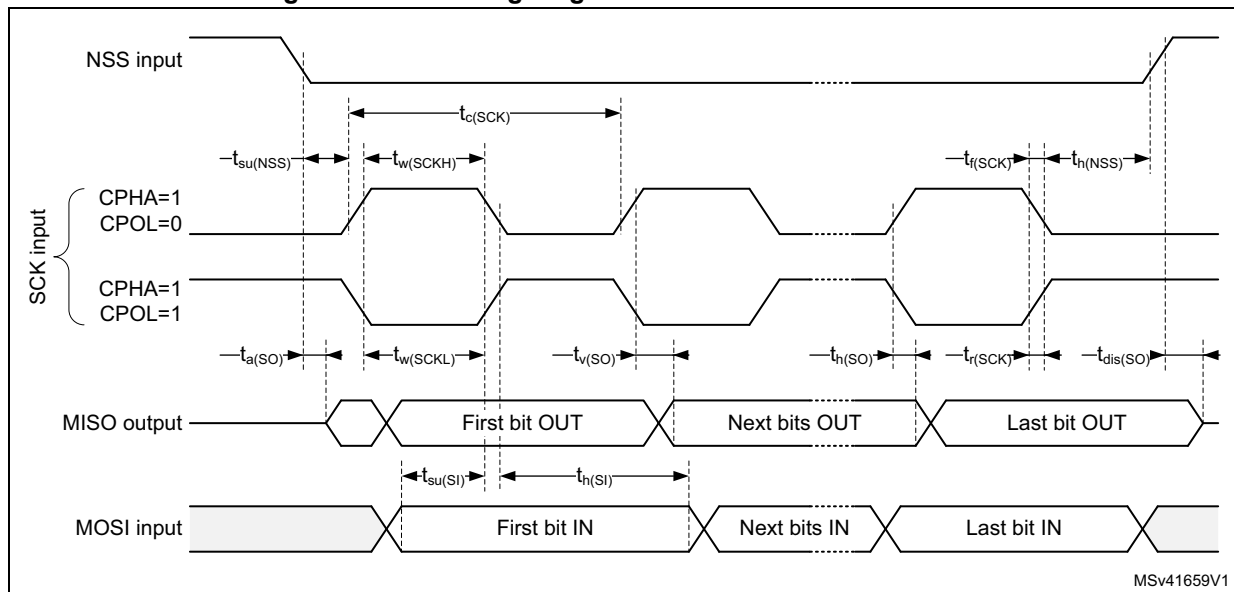 NSS input
tc(SCK)
tsu(NSS)
tw(SCKH)
tf(SCK)
th(NSS)
SCK input
CPHA=1
CPOL=0
CPHA=1
CPOL=1
ta(SO)
tw(SCKL)
tv(SO)
th(SO)
tr(SCK)
tdis(SO)
MISO output
First bit OUT
Next bits OUT
Last bit OUT
tsu(SI)
th(SI)
MOSI input
First bit IN
Next bits IN
Last bit IN
MSv41659V1